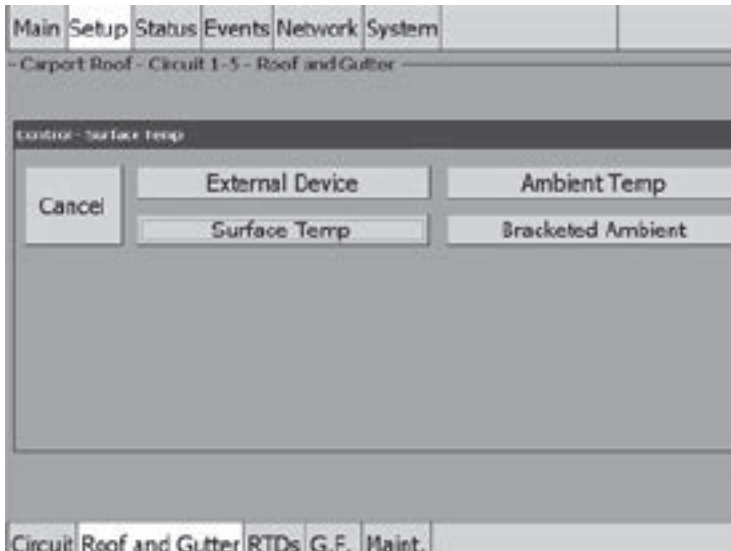 Main Setup Status Events Network System
Carport Roof - Circuit 1-5 - Roof and Gutter
Control - Surface Temp
Cancel
External Device
Ambient Temp
Surface Temp
Bracketed Ambient
Circuit Roof and Gutter RTDs G.F. Maint.